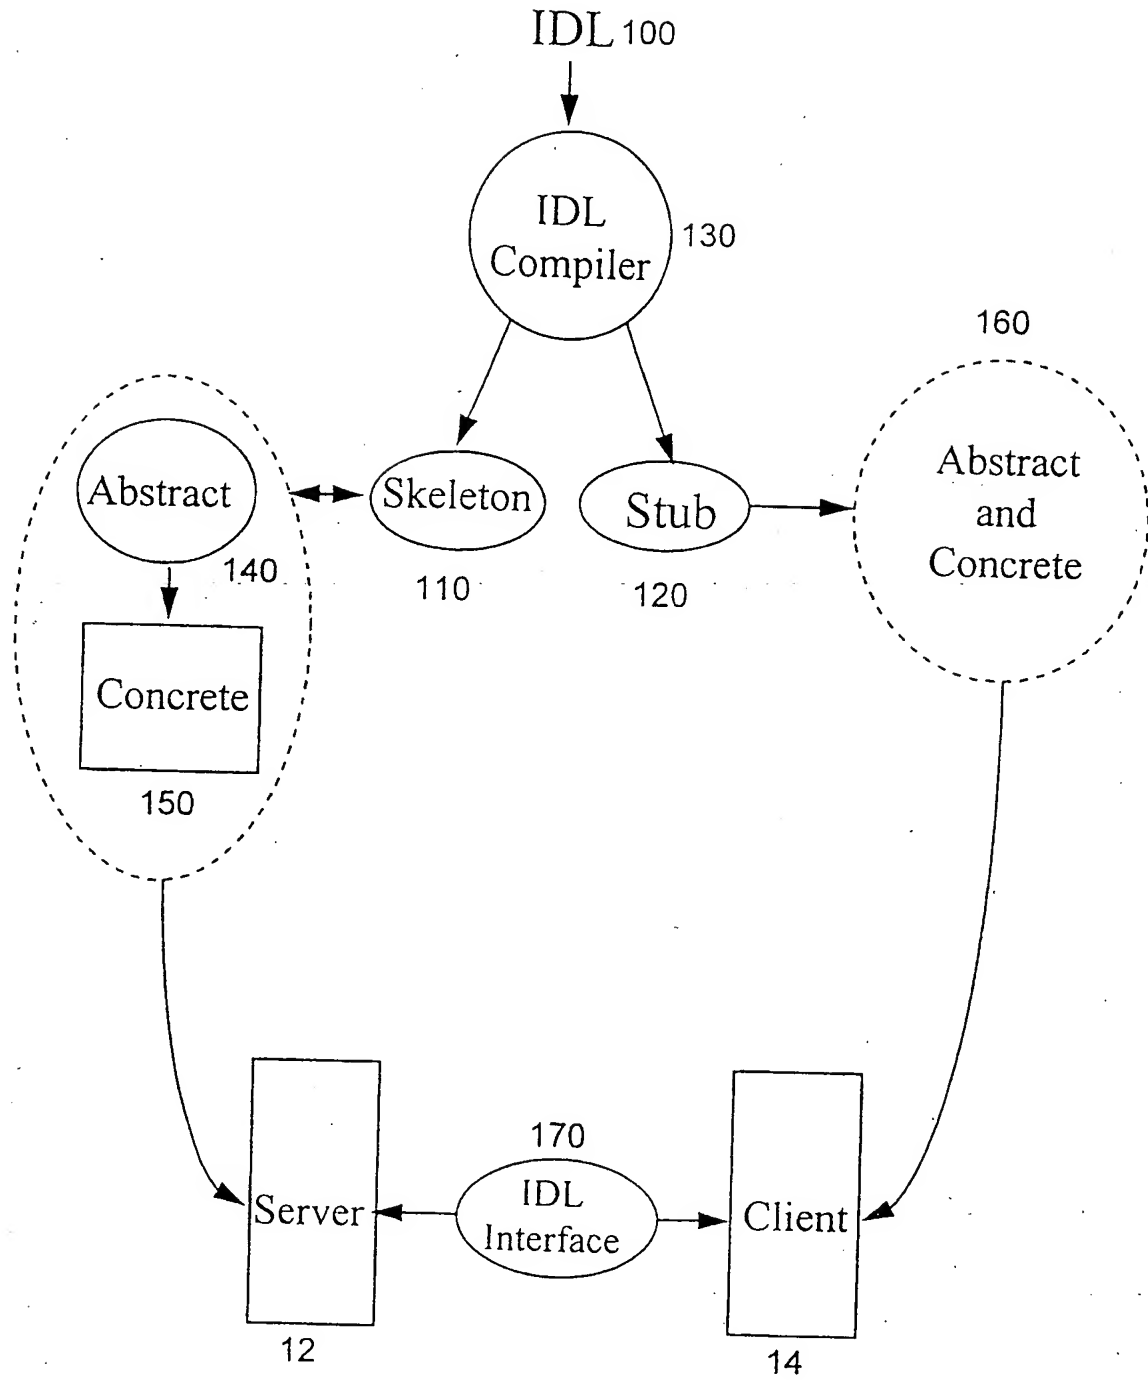 IDL 100
IDL
Compiler
130
160
Abstract
140
Skeleton
110
Stub
120
Abstract
and
Concrete
Concrete
150
170
Server
12
IDL
Interface
Client
14